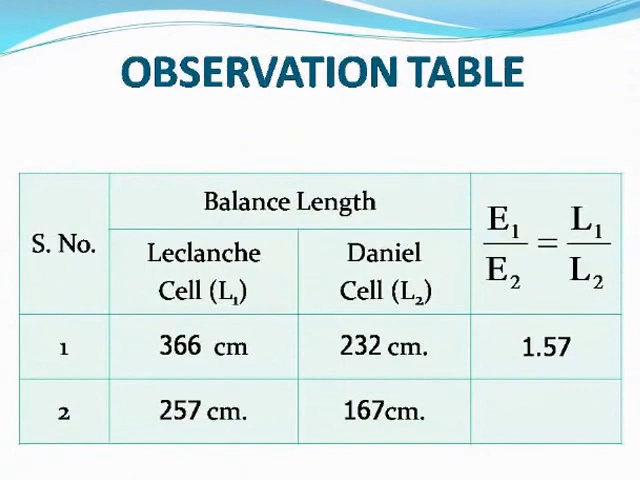 OBSERVATION TABLE
S. No.
Balance Length
Leclanche
Cell (L₁)
Daniel
Cell (L₂)
E₁/E₂ = L₁/L₂
1
366 cm
232 cm.
1.57
2
257 cm.
167cm.